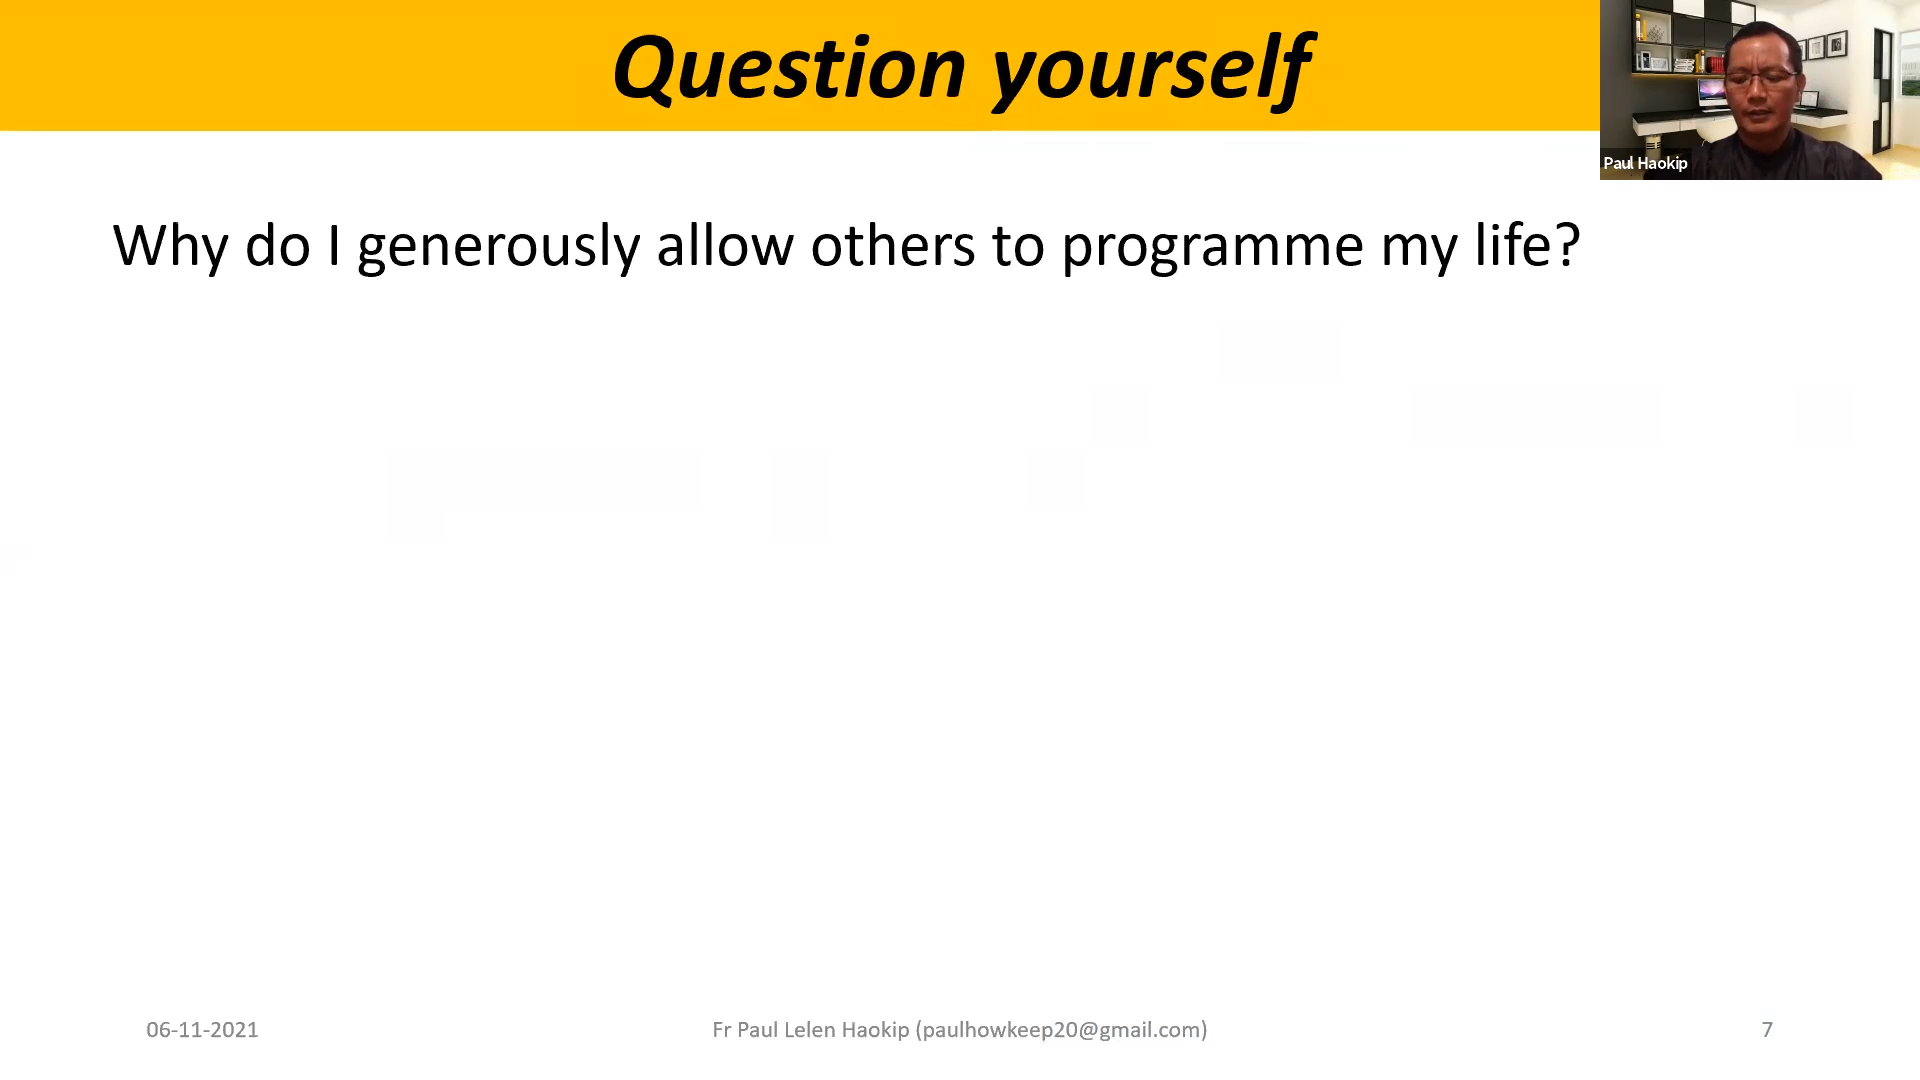 Question yourself
Paul Haokip
Why do I generously allow others to programme my life?
06-11-2021
Fr Paul Lelen Haokip (paulhowkeep20@gmail.com)
7